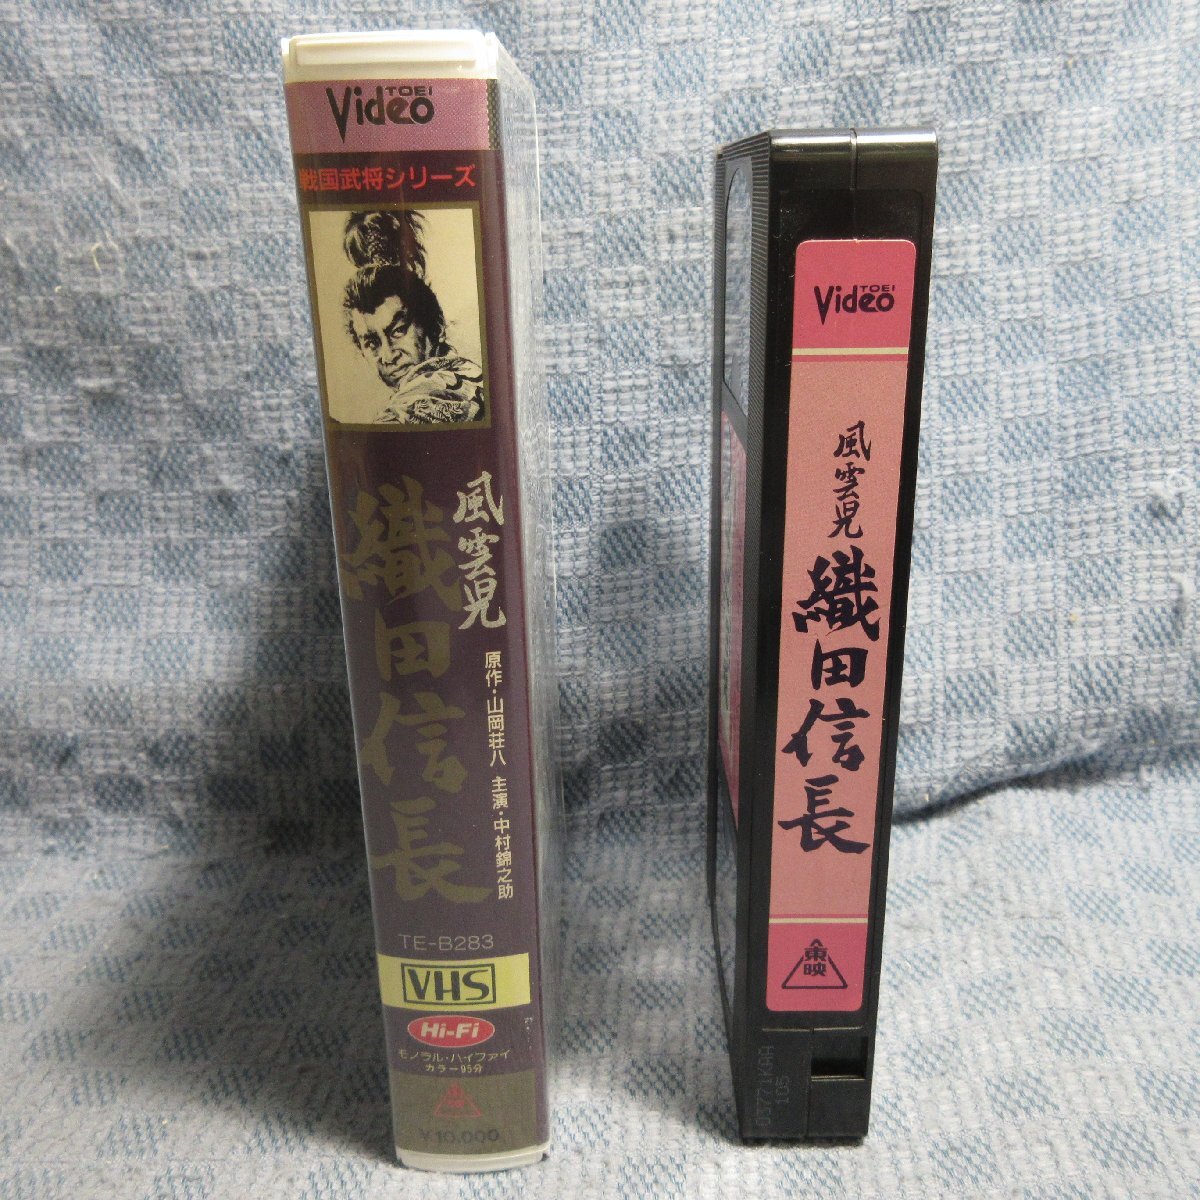 TOEI
Video
戦国武将シリーズ
風雲児
織田信長
原作・山岡荘八 主演・中村錦之助
TE-B283
VHS
Hi-Fi
モノラル・ハイファイ
カラー95分
東映
¥10,000
TOEI
Video
風雲児
織田信長
東映
105